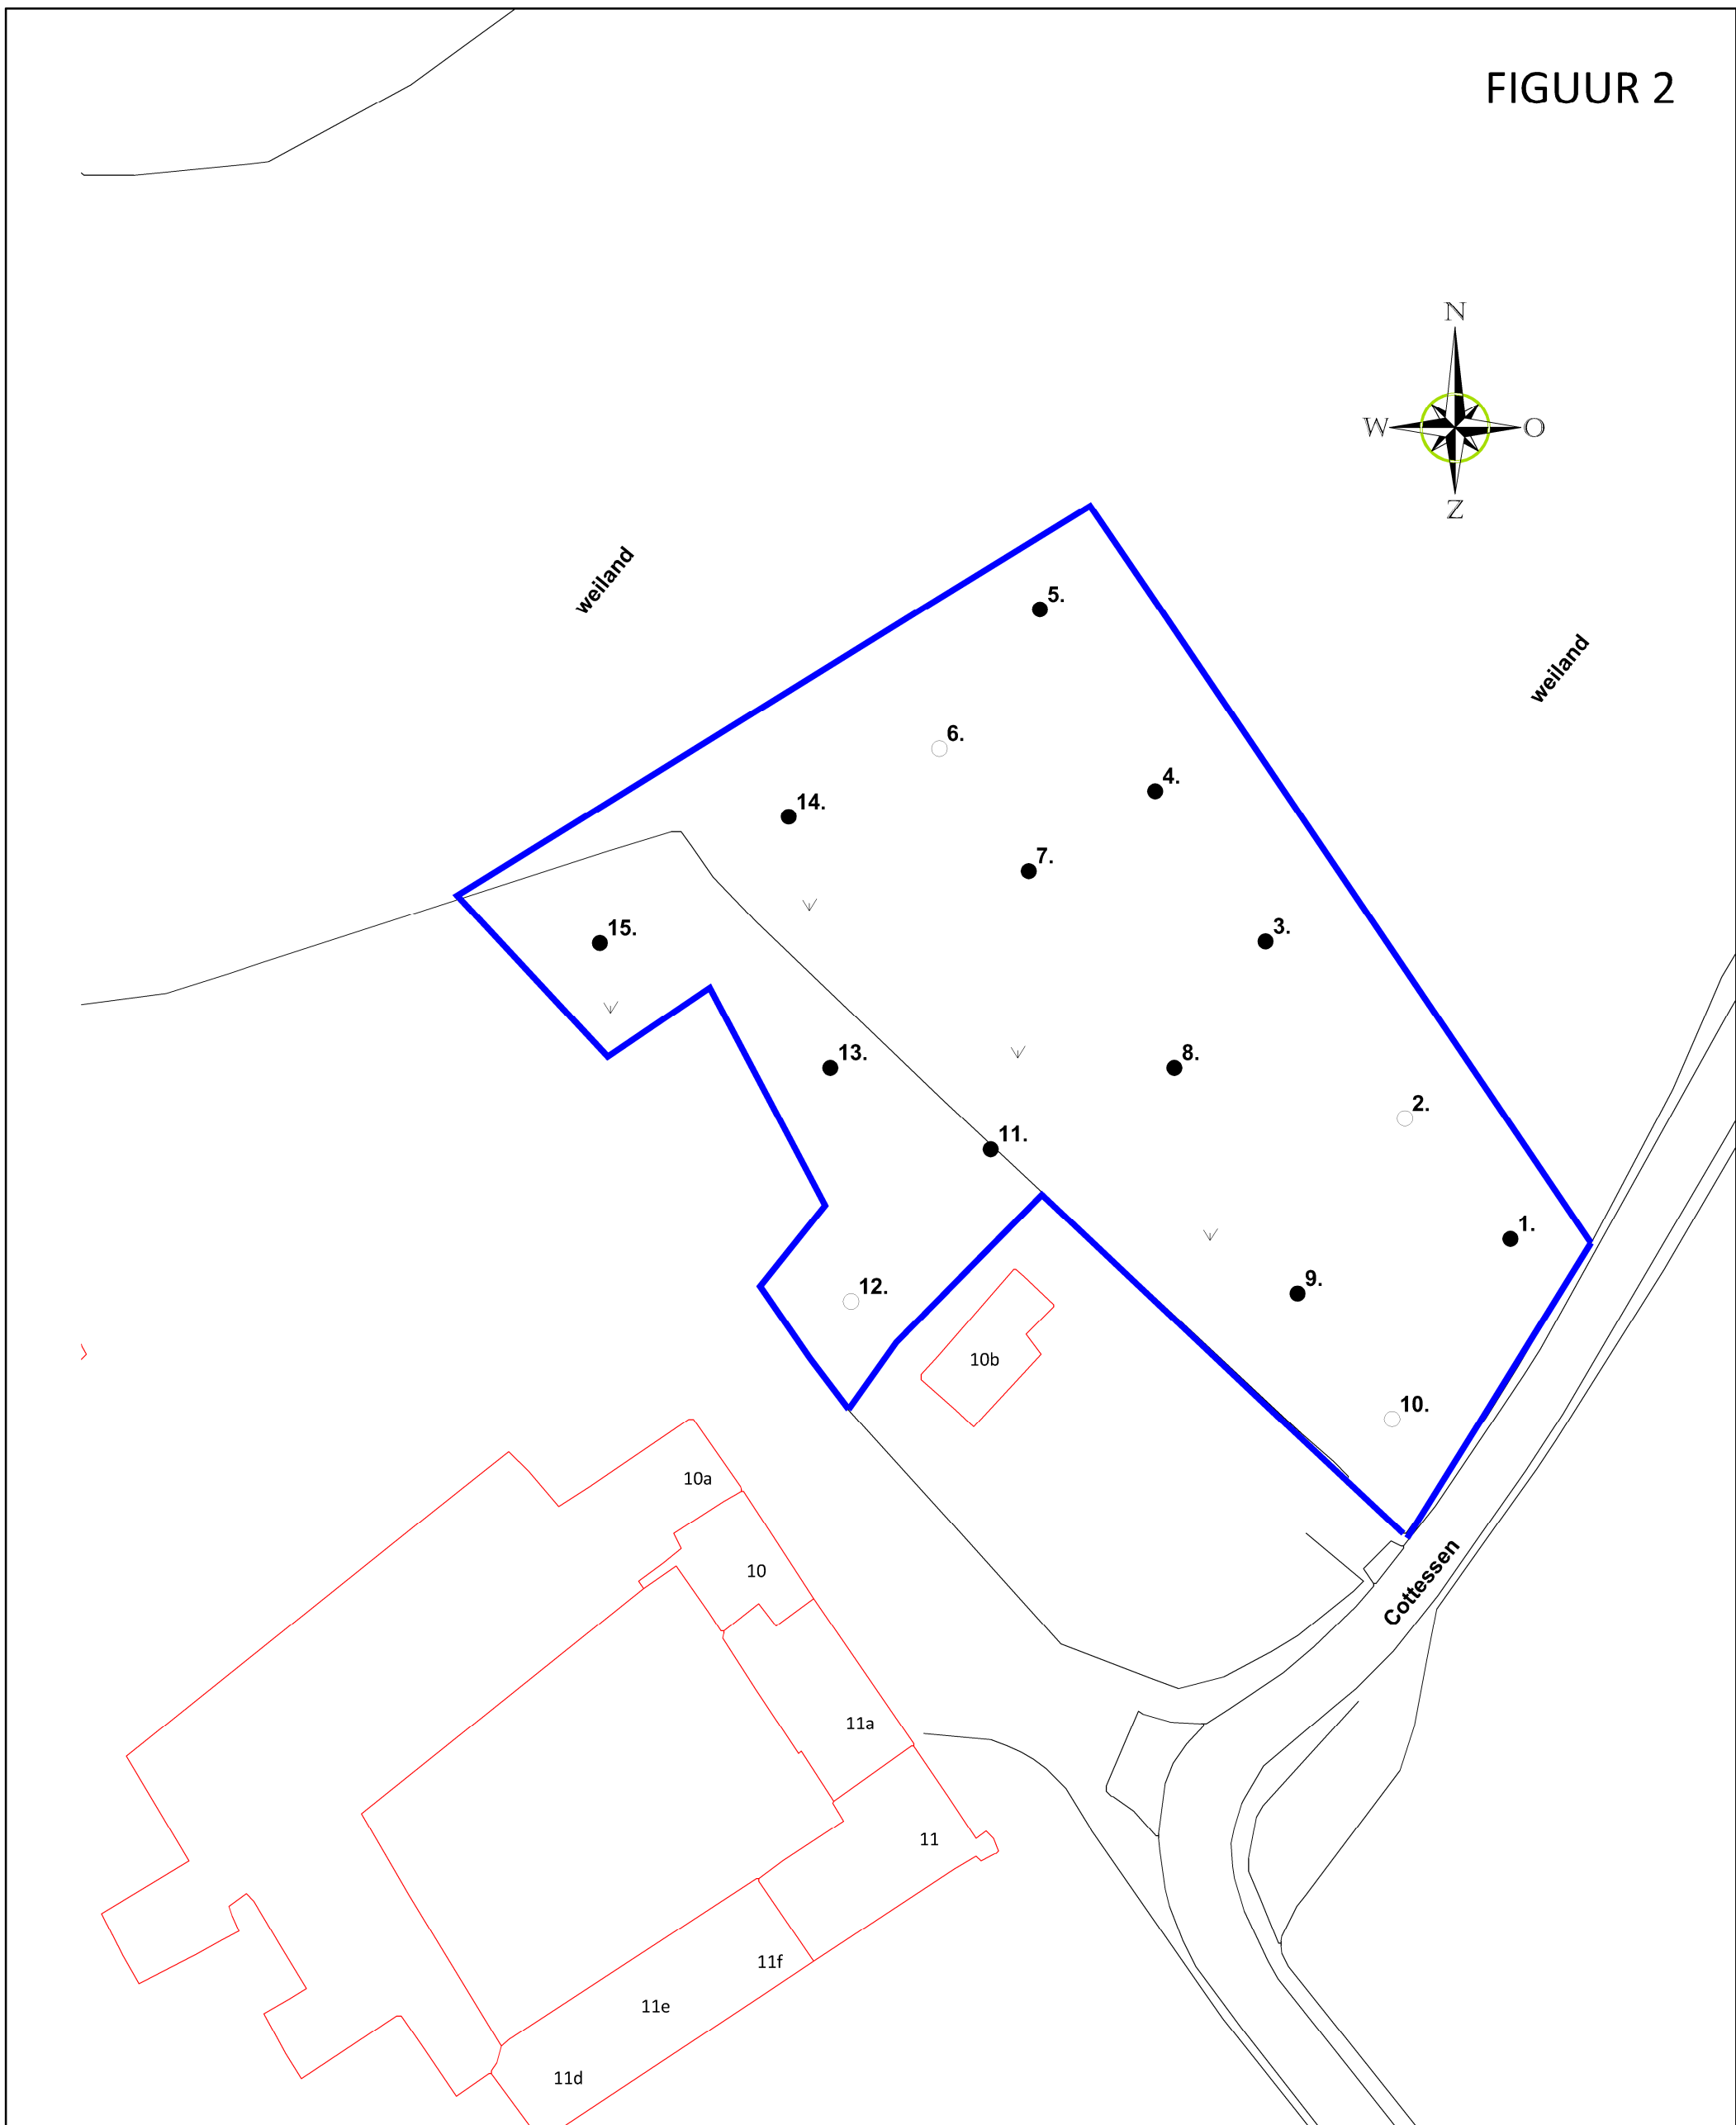 FIGUUR 2
N
W
O
Z
weiland
5.
weiland
6.
4.
14.
7.
15.
3.
13.
8.
2.
11.
1.
12.
9.
10b
10.
10a
10
Cottessen
11a
11
11f
11e
11d